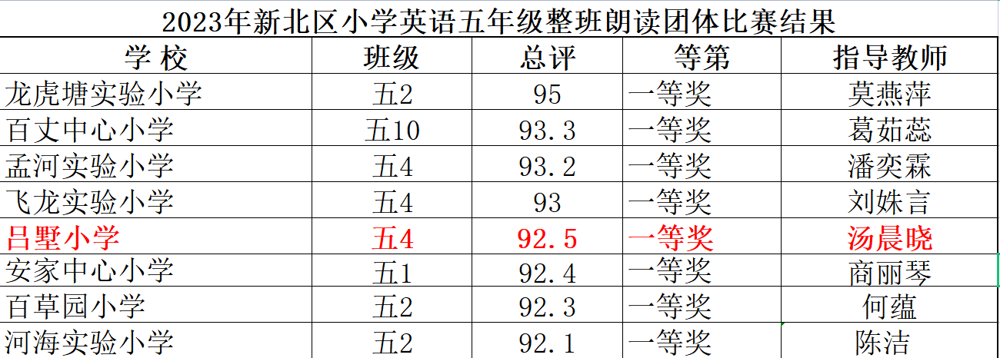 2023年新北区小学英语五年级整班朗读团体比赛结果
学 校 班级 总评 等第 指导教师
龙虎塘实验小学 五2 95 一等奖 莫燕萍
百丈中心小学 五10 93.3 一等奖 葛茹蕊
孟河实验小学 五4 93.2 一等奖 潘奕霖
飞龙实验小学 五4 93 一等奖 刘姝言
吕墅小学 五4 92.5 一等奖 汤晨晓
安家中心小学 五1 92.4 一等奖 商丽琴
百草园小学 五2 92.3 一等奖 何蕴
河海实验小学 五2 92.1 一等奖 陈洁